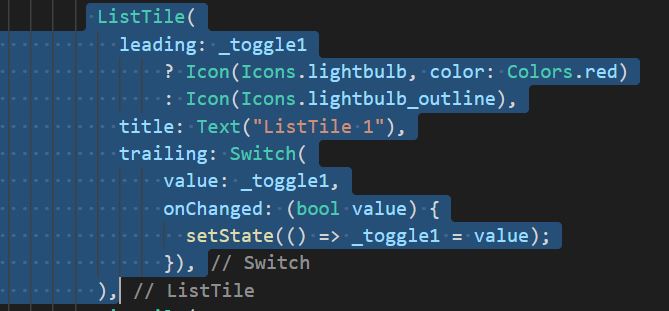 ListTile(
leading: _toggle1
? Icon(Icons.lightbulb, color: Colors.red)
: Icon(Icons.lightbulb_outline),
title: Text("ListTile 1"),
trailing: Switch(
value: _toggle1,
onChanged: (bool value) {
setState(() => _toggle1 = value);
}), // Switch
), // ListTile